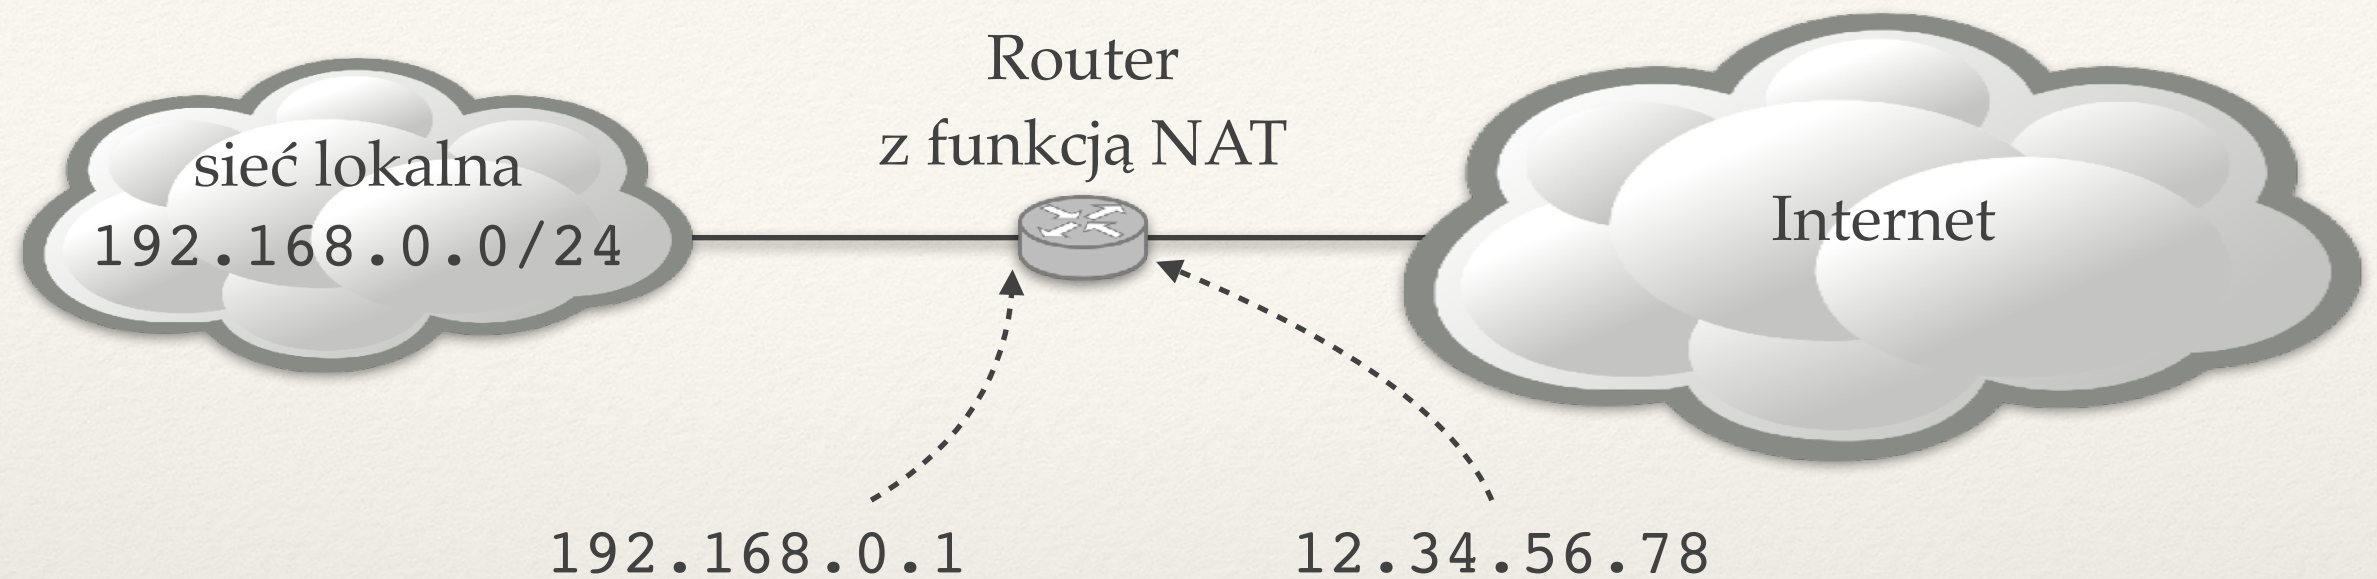 Router
z funkcją NAT
sieć lokalna
192.168.0.0/24
Internet
192.168.0.1
12.34.56.78